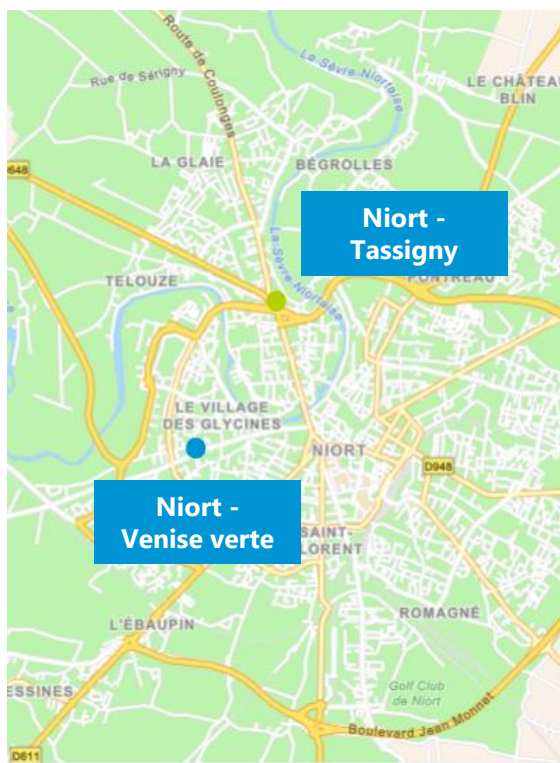 Route de Coulonges
La Sèvre Niortaise
Rue de Sérigny
LE CHÂTEAU
BLIN
LA GLAIE
BÉGROLLES
D648
Niort -
Tassigny
La Sèvre Niortaise
TELOUZE
PONTREAU
LE VILLAGE
DES GLYCINES
NIORT
D948
Niort -
Venise verte
SAINT-
LORENT
ROMAGNÉ
L'ÉBAUPIN
ESSINES
Golf Club
de Niort
Boulevard Jean Monnet
D611